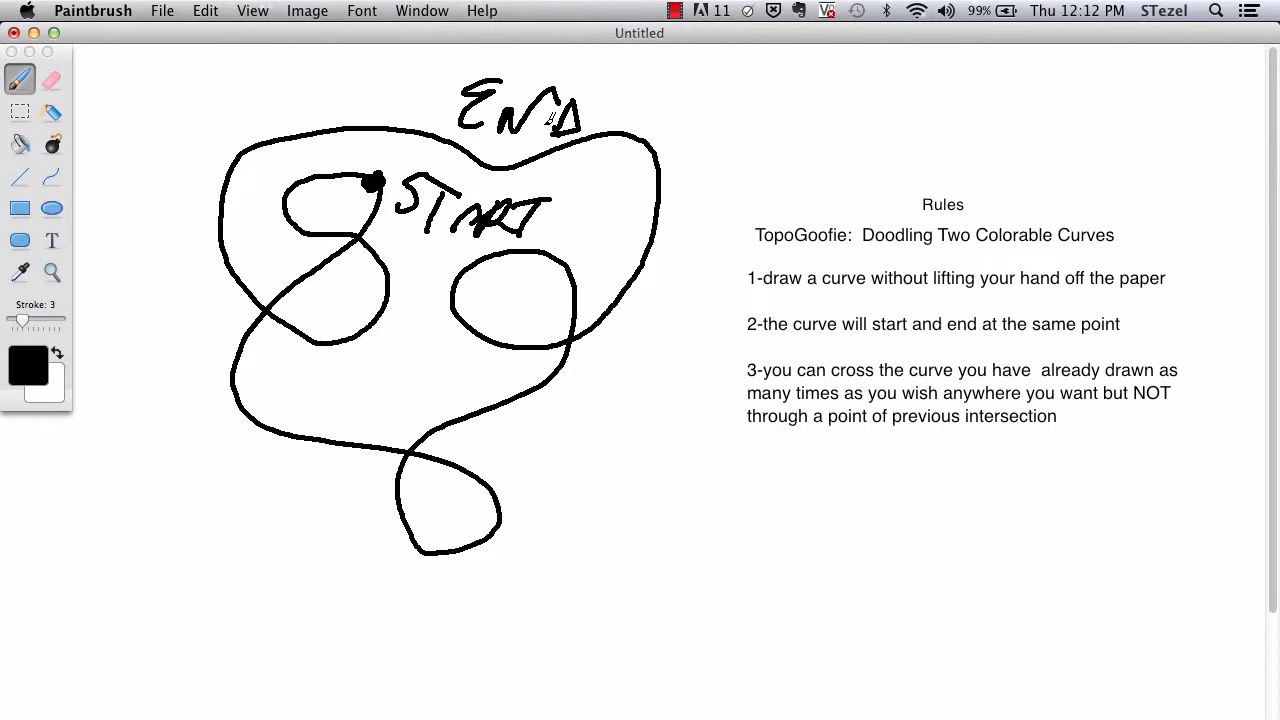 Paintbrush File Edit View Image Font Window Help 11 99% Thu 12:12 PM STezel
Untitled
END
START
Stroke: 3
T
Rules
TopoGoofie: Doodling Two Colorable Curves
1-draw a curve without lifting your hand off the paper
2-the curve will start and end at the same point
3-you can cross the curve you have already drawn as
many times as you wish anywhere you want but NOT
through a point of previous intersection